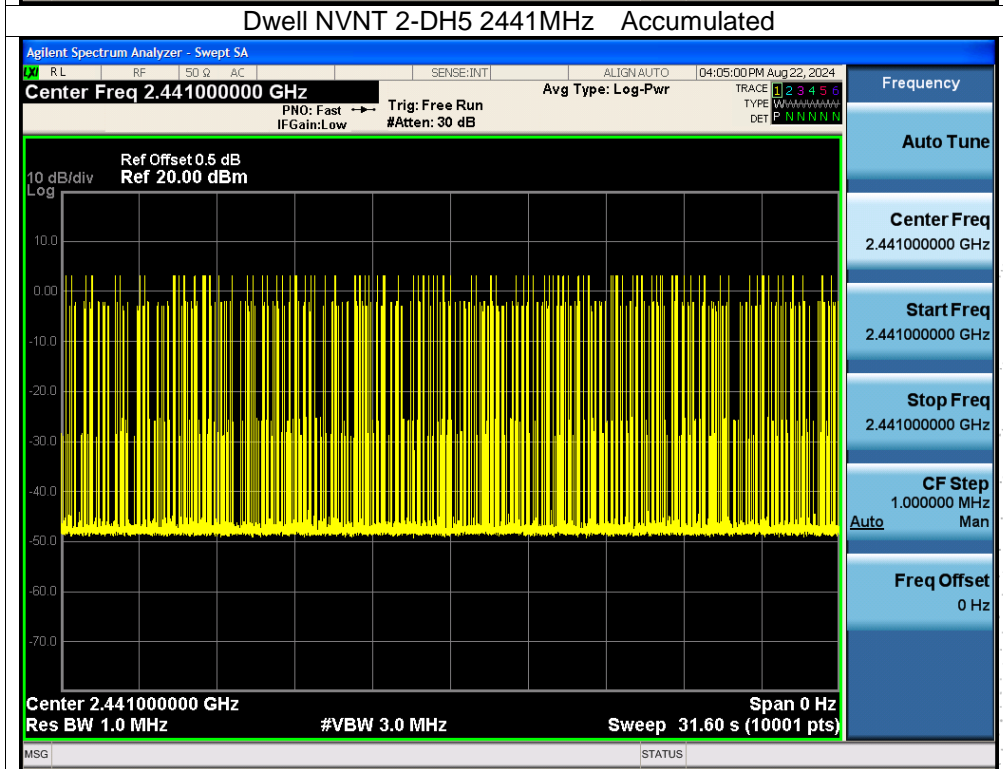 Dwell NVNT 2-DH5 2441MHz Accumulated
Agilent Spectrum Analyzer - Swept SA
LXI RL RF 50 Ω AC SENSE:INT ALIGN AUTO 04:05:00 PM Aug 22, 2024
Center Freq 2.441000000 GHz Avg Type: Log-Pwr TRACE 1 2 3 4 5 6
PNO: Fast Trig: Free Run TYPE WWWWWW
IFGain:Low #Atten: 30 dB DET P N N N N N
Ref Offset 0.5 dB
10 dB/div Ref 20.00 dBm
Log
10.0
0.00
-10.0
-20.0
-30.0
-40.0
-50.0
-60.0
-70.0
Center 2.441000000 GHz Span 0 Hz
Res BW 1.0 MHz #VBW 3.0 MHz Sweep 31.60 s (10001 pts)
MSG STATUS
Frequency
Auto Tune
Center Freq
2.441000000 GHz
Start Freq
2.441000000 GHz
Stop Freq
2.441000000 GHz
CF Step
1.000000 MHz
Auto Man
Freq Offset
0 Hz